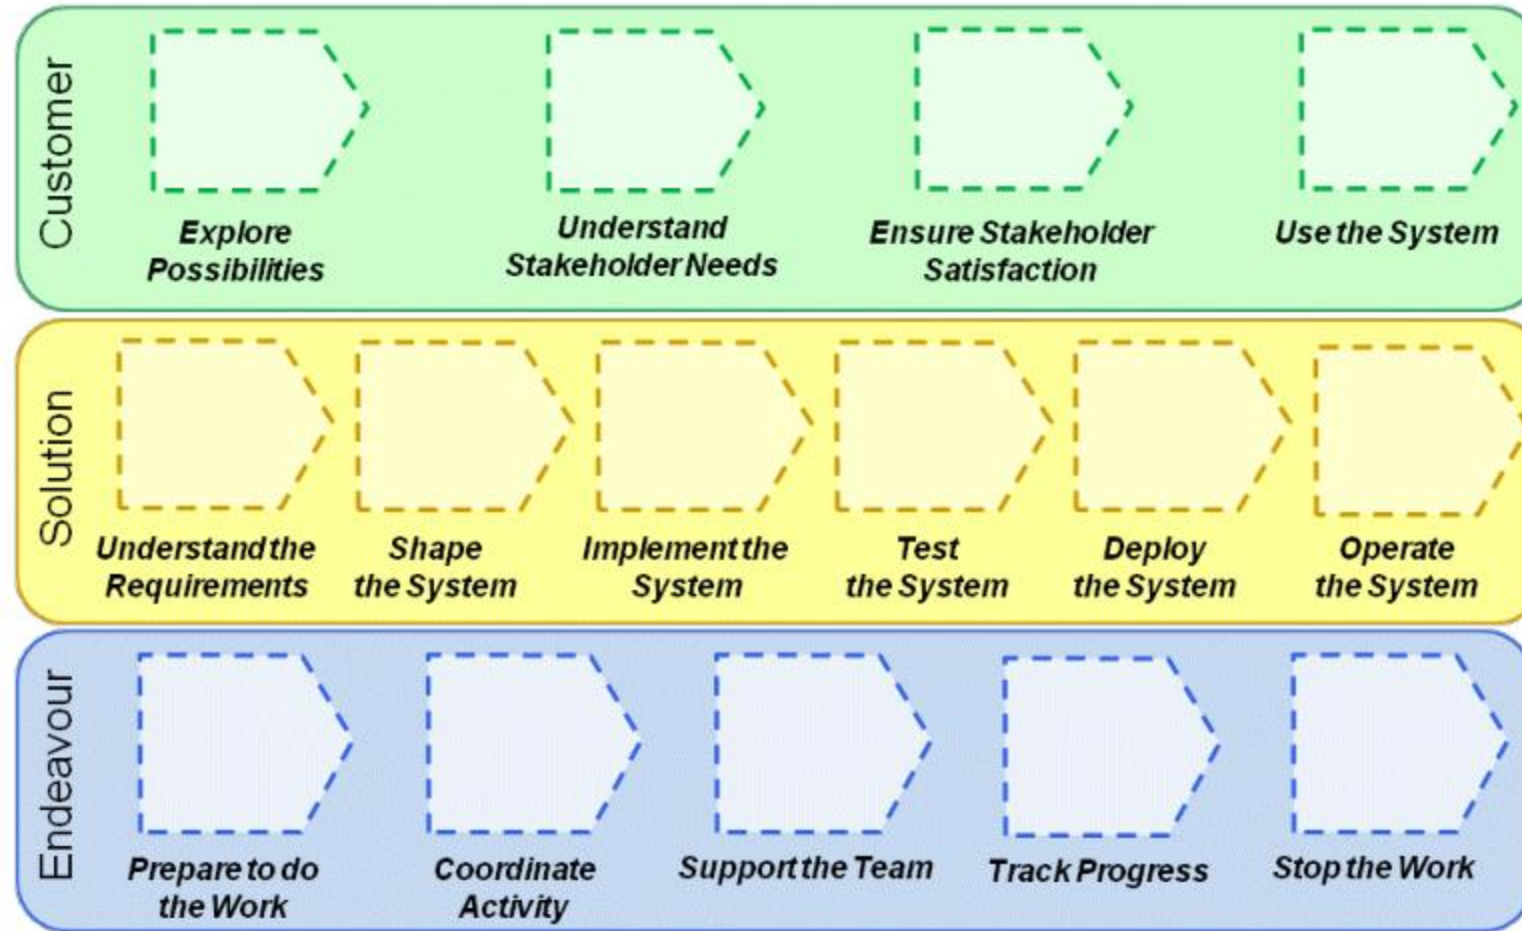 Customer
Explore
Possibilities
Understand
Stakeholder Needs
Ensure Stakeholder
Satisfaction
Use the System
Solution
Understand the
Requirements
Shape
the System
Implement the
System
Test
the System
Deploy
the System
Operate
the System
Endeavour
Prepare to do
the Work
Coordinate
Activity
Support the Team
Track Progress
Stop the Work